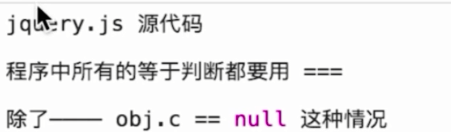 jquery.js 源代码
程序中所有的等于判断都要用 ===
除了—— obj.c == null 这种情况